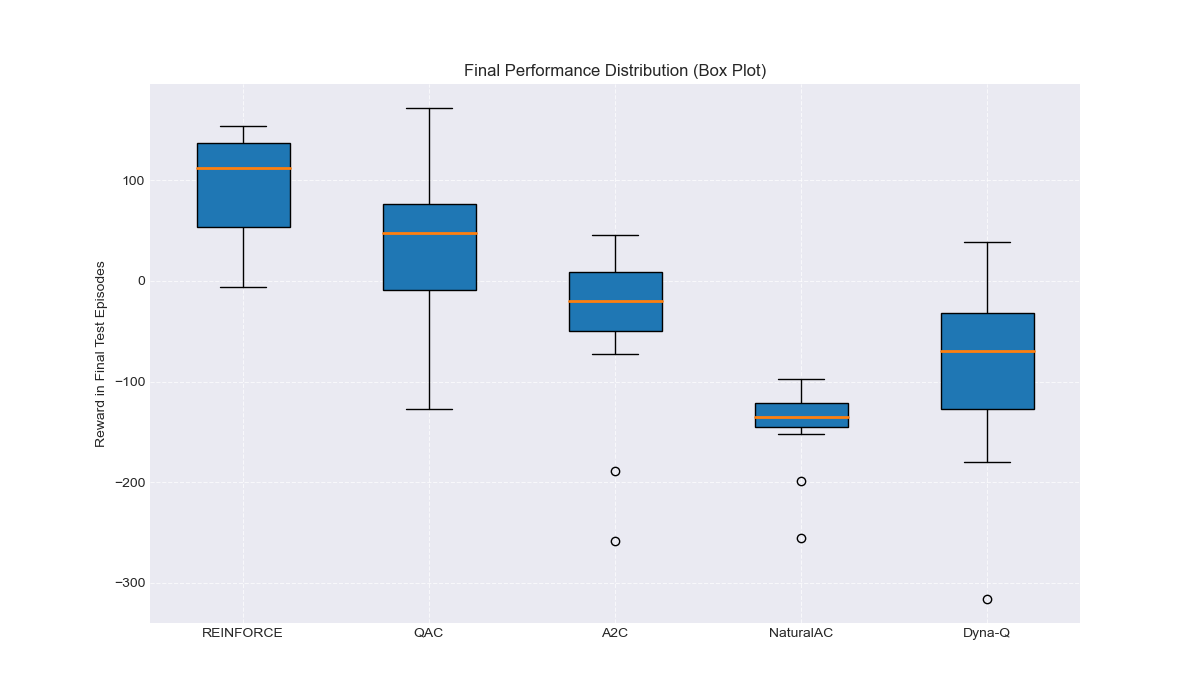 Final Performance Distribution (Box Plot)
Reward in Final Test Episodes
100
0
−100
−200
−300
REINFORCE
QAC
A2C
NaturalAC
Dyna-Q